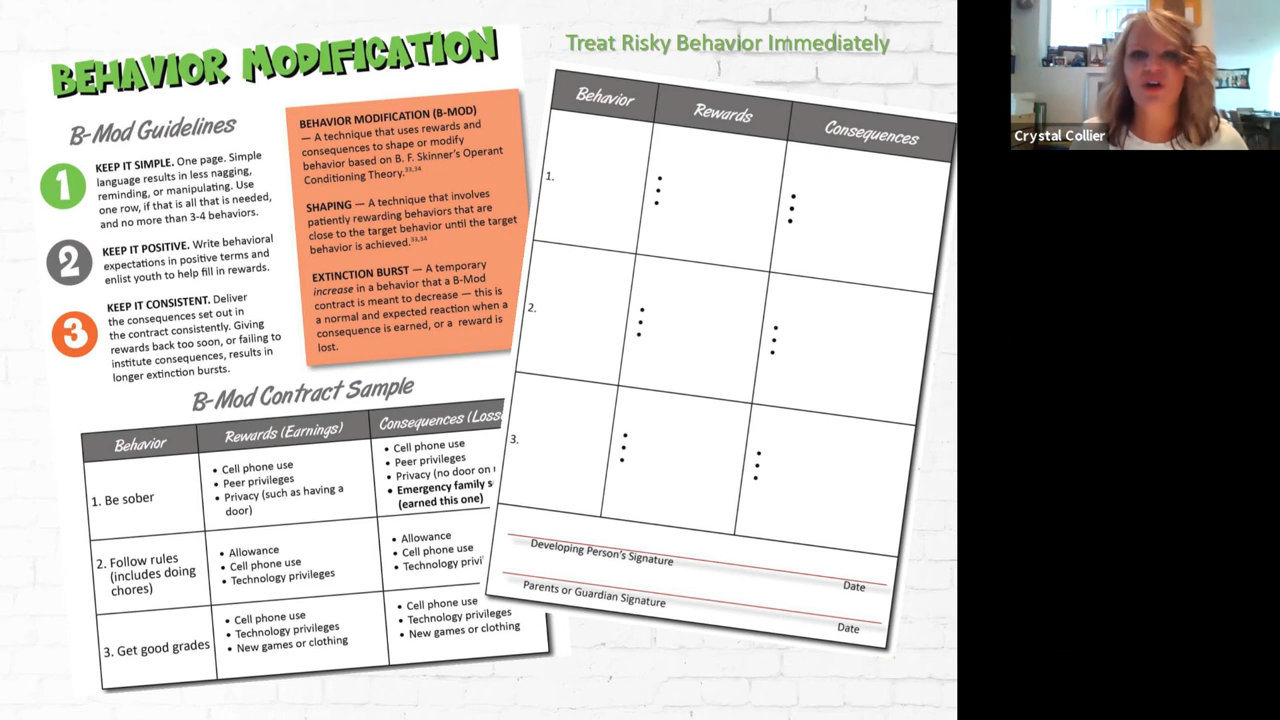 BEHAVIOR MODIFICATION
B-Mod Guidelines
1
KEEP IT SIMPLE. One page. Simple
language results in less nagging,
reminding, or manipulating. Use
one row, if that is all that is needed,
and no more than 3-4 behaviors.
2
KEEP IT POSITIVE. Write behavioral
expectations in positive terms and
enlist youth to help fill in rewards.
3
KEEP IT CONSISTENT. Deliver
the consequences set out in
the contract consistently. Giving
rewards back too soon, or failing to
institute consequences, results in
longer extinction bursts.
BEHAVIOR MODIFICATION (B-MOD)
— A technique that uses rewards and
consequences to shape or modify
behavior based on B. F. Skinner's Operant
Conditioning Theory.33,34
SHAPING — A technique that involves
patiently rewarding behaviors that are
close to the target behavior until the target
behavior is achieved.33,34
EXTINCTION BURST — A temporary
increase in a behavior that a B-Mod
contract is meant to decrease — this is
a normal and expected reaction when a
consequence is earned, or a reward is
lost.
B-Mod Contract Sample
Behavior
Rewards (Earnings)
Consequences (Loss
1. Be sober
• Cell phone use
• Peer privileges
• Privacy (such as having a
door)
• Cell phone use
• Peer privileges
• Privacy (no door on
• Emergency family s
(earned this one)
2. Follow rules
(includes doing
chores)
• Allowance
• Cell phone use
• Technology privileges
• Allowance
• Cell phone use
• Technology privi
3. Get good grades
• Cell phone use
• Technology privileges
• New games or clothing
• Cell phone use
• Technology privileges
• New games or clothing
Treat Risky Behavior Immediately
Behavior
Rewards
Consequences
1.
2.
3.
Developing Person's Signature
Date
Parents or Guardian Signature
Date
Crystal Collier